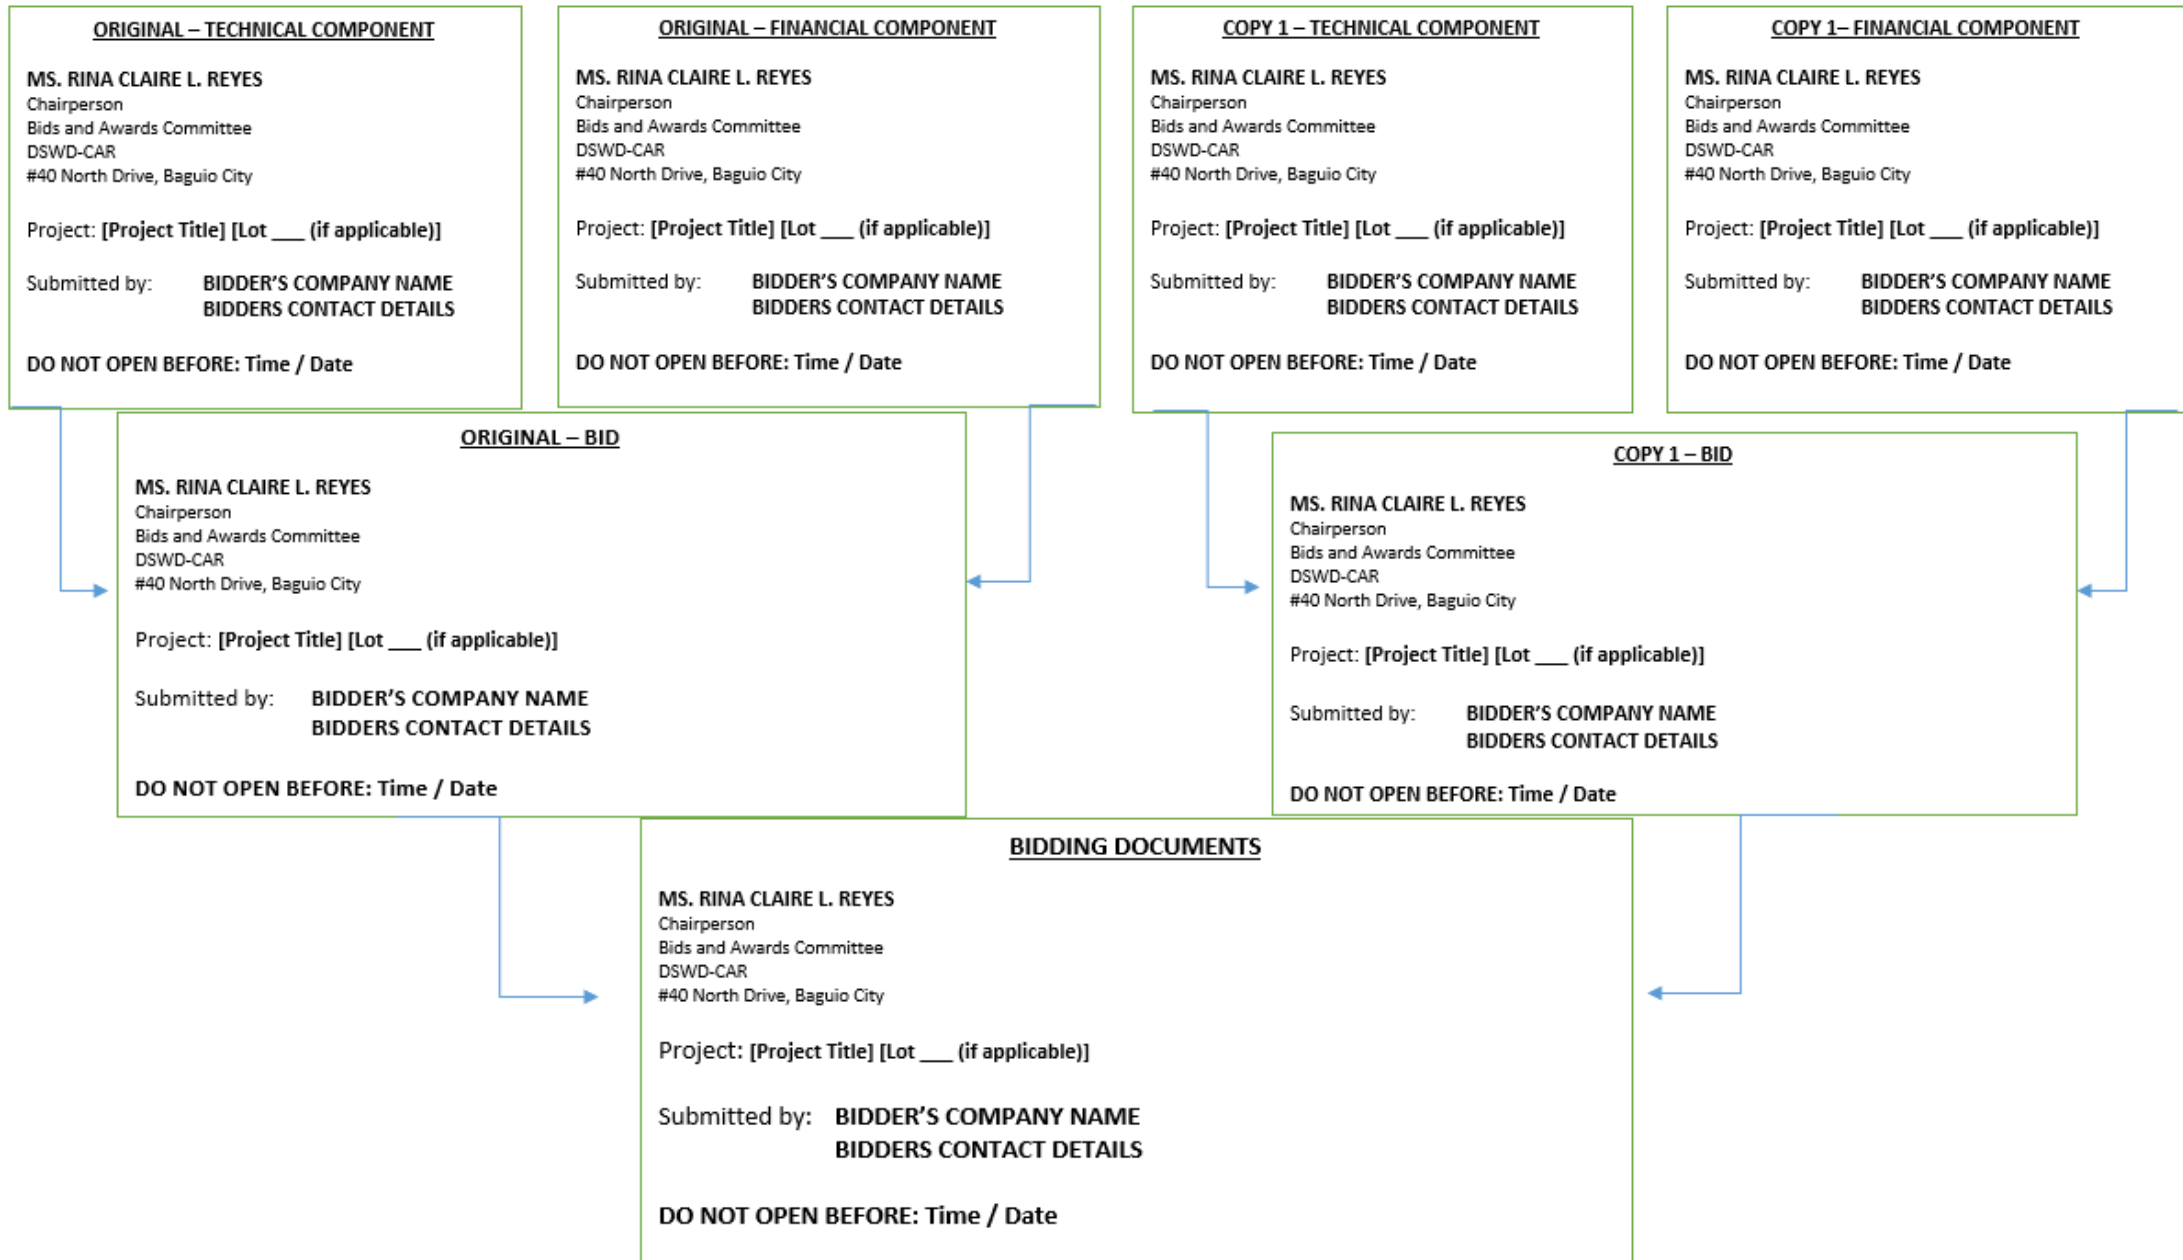 ORIGINAL – TECHNICAL COMPONENT
MS. RINA CLAIRE L. REYES
Chairperson
Bids and Awards Committee
DSWD-CAR
#40 North Drive, Baguio City
Project: [Project Title] [Lot ___ (if applicable)]
Submitted by: BIDDER’S COMPANY NAME
BIDDERS CONTACT DETAILS
DO NOT OPEN BEFORE: Time / Date
ORIGINAL – FINANCIAL COMPONENT
MS. RINA CLAIRE L. REYES
Chairperson
Bids and Awards Committee
DSWD-CAR
#40 North Drive, Baguio City
Project: [Project Title] [Lot ___ (if applicable)]
Submitted by: BIDDER’S COMPANY NAME
BIDDERS CONTACT DETAILS
DO NOT OPEN BEFORE: Time / Date
COPY 1 – TECHNICAL COMPONENT
MS. RINA CLAIRE L. REYES
Chairperson
Bids and Awards Committee
DSWD-CAR
#40 North Drive, Baguio City
Project: [Project Title] [Lot ___ (if applicable)]
Submitted by: BIDDER’S COMPANY NAME
BIDDERS CONTACT DETAILS
DO NOT OPEN BEFORE: Time / Date
COPY 1– FINANCIAL COMPONENT
MS. RINA CLAIRE L. REYES
Chairperson
Bids and Awards Committee
DSWD-CAR
#40 North Drive, Baguio City
Project: [Project Title] [Lot ___ (if applicable)]
Submitted by: BIDDER’S COMPANY NAME
BIDDERS CONTACT DETAILS
DO NOT OPEN BEFORE: Time / Date
ORIGINAL – BID
MS. RINA CLAIRE L. REYES
Chairperson
Bids and Awards Committee
DSWD-CAR
#40 North Drive, Baguio City
Project: [Project Title] [Lot ___ (if applicable)]
Submitted by: BIDDER’S COMPANY NAME
BIDDERS CONTACT DETAILS
DO NOT OPEN BEFORE: Time / Date
COPY 1 – BID
MS. RINA CLAIRE L. REYES
Chairperson
Bids and Awards Committee
DSWD-CAR
#40 North Drive, Baguio City
Project: [Project Title] [Lot ___ (if applicable)]
Submitted by: BIDDER’S COMPANY NAME
BIDDERS CONTACT DETAILS
DO NOT OPEN BEFORE: Time / Date
BIDDING DOCUMENTS
MS. RINA CLAIRE L. REYES
Chairperson
Bids and Awards Committee
DSWD-CAR
#40 North Drive, Baguio City
Project: [Project Title] [Lot ___ (if applicable)]
Submitted by: BIDDER’S COMPANY NAME
BIDDERS CONTACT DETAILS
DO NOT OPEN BEFORE: Time / Date